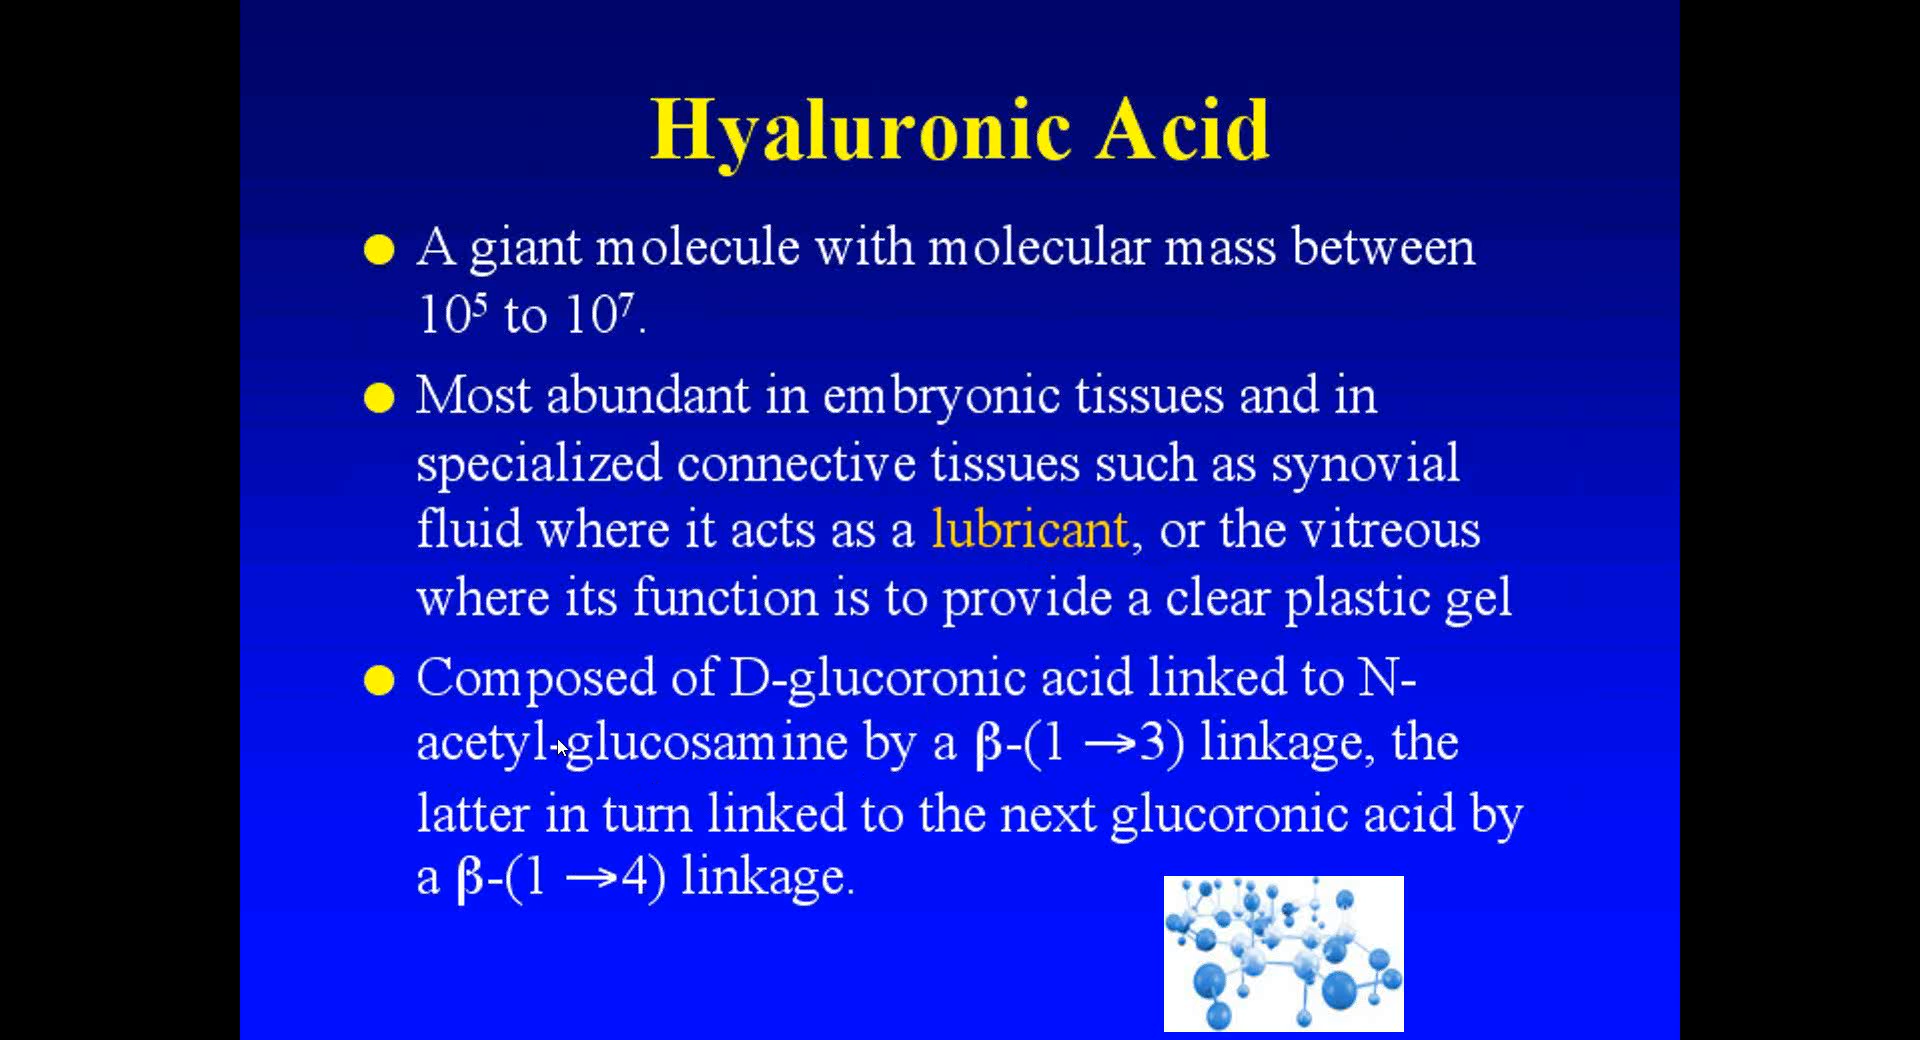 Hyaluronic Acid
A giant molecule with molecular mass between
10⁵ to 10⁷.
Most abundant in embryonic tissues and in
specialized connective tissues such as synovial
fluid where it acts as a lubricant, or the vitreous
where its function is to provide a clear plastic gel
Composed of D-glucoronic acid linked to N-
acetyl-glucosamine by a β-(1 →3) linkage, the
latter in turn linked to the next glucoronic acid by
a β-(1 →4) linkage.